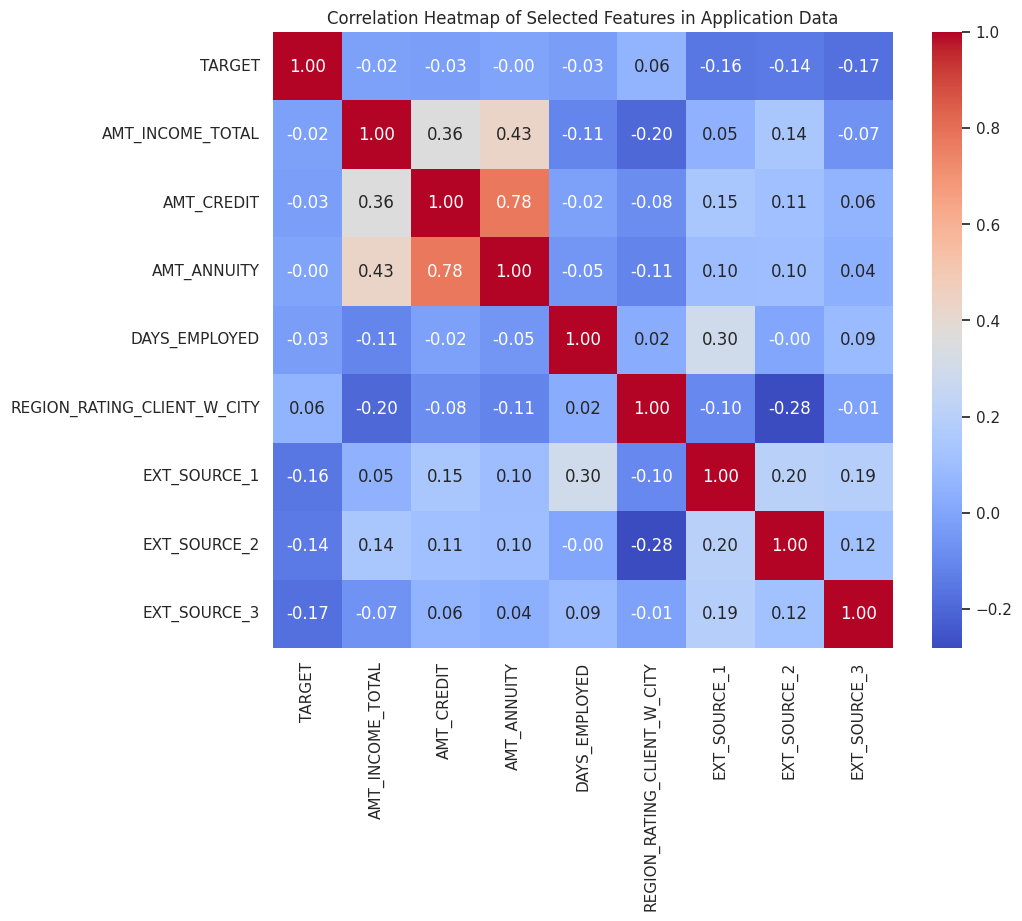 Correlation Heatmap of Selected Features in Application Data
TARGET 1.00 -0.02 -0.03 -0.00 -0.03 0.06 -0.16 -0.14 -0.17
AMT_INCOME_TOTAL -0.02 1.00 0.36 0.43 -0.11 -0.20 0.05 0.14 -0.07
AMT_CREDIT -0.03 0.36 1.00 0.78 -0.02 -0.08 0.15 0.11 0.06
AMT_ANNUITY -0.00 0.43 0.78 1.00 -0.05 -0.11 0.10 0.10 0.04
DAYS_EMPLOYED -0.03 -0.11 -0.02 -0.05 1.00 0.02 0.30 -0.00 0.09
REGION_RATING_CLIENT_W_CITY 0.06 -0.20 -0.08 -0.11 0.02 1.00 -0.10 -0.28 -0.01
EXT_SOURCE_1 -0.16 0.05 0.15 0.10 0.30 -0.10 1.00 0.20 0.19
EXT_SOURCE_2 -0.14 0.14 0.11 0.10 -0.00 -0.28 0.20 1.00 0.12
EXT_SOURCE_3 -0.17 -0.07 0.06 0.04 0.09 -0.01 0.19 0.12 1.00
TARGET
AMT_INCOME_TOTAL
AMT_CREDIT
AMT_ANNUITY
DAYS_EMPLOYED
REGION_RATING_CLIENT_W_CITY
EXT_SOURCE_1
EXT_SOURCE_2
EXT_SOURCE_3
1.0
0.8
0.6
0.4
0.2
0.0
−0.2